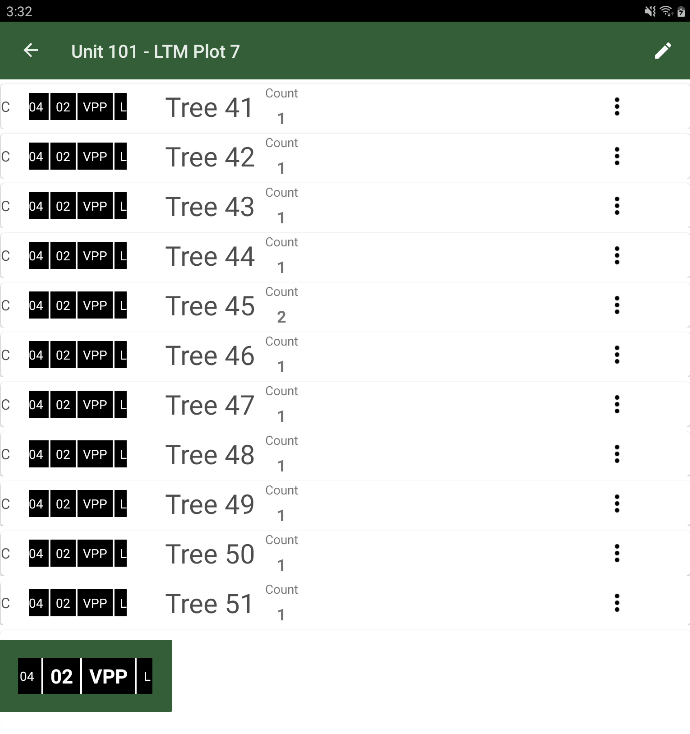 3:32
Unit 101 - LTM Plot 7
C 04 02 VPP L Tree 41 Count 1
C 04 02 VPP L Tree 42 Count 1
C 04 02 VPP L Tree 43 Count 1
C 04 02 VPP L Tree 44 Count 1
C 04 02 VPP L Tree 45 Count 2
C 04 02 VPP L Tree 46 Count 1
C 04 02 VPP L Tree 47 Count 1
C 04 02 VPP L Tree 48 Count 1
C 04 02 VPP L Tree 49 Count 1
C 04 02 VPP L Tree 50 Count 1
C 04 02 VPP L Tree 51 Count 1
04 02 VPP L